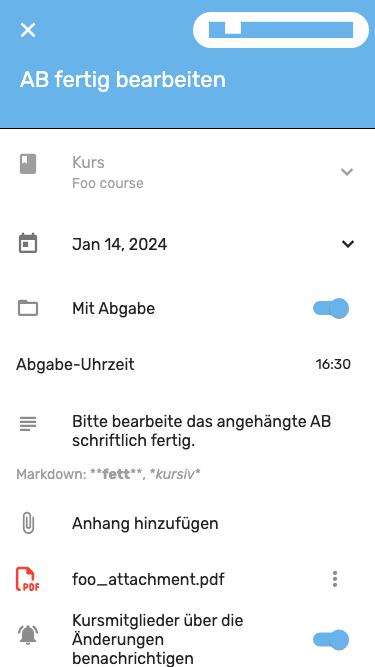 AB fertig bearbeiten
Kurs
Foo course
Jan 14, 2024
Mit Abgabe
Abgabe-Uhrzeit 16:30
Bitte bearbeite das angehängte AB
schriftlich fertig.
Markdown: **fett**, *kursiv*
Anhang hinzufügen
PDF foo_attachment.pdf
Kursmitglieder über die
Änderungen
benachrichtigen